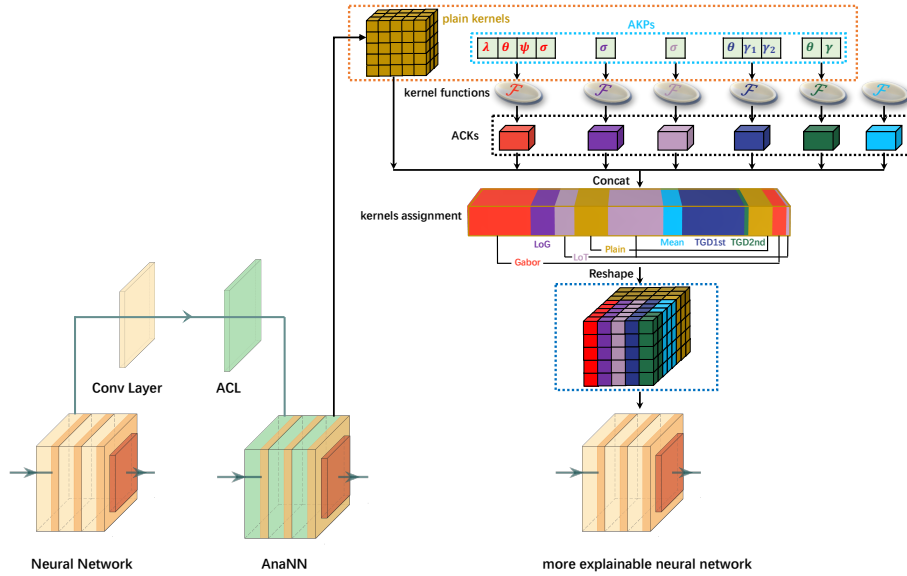 plain kernels
AKPs
λ θ ψ σ
σ
σ
θ γ1 γ2
θ γ
kernel functions
ℱ ℱ ℱ ℱ ℱ ℱ
ACKs
Concat
kernels assignment
LoG
Plain
Mean
TGD1st
TGD2nd
LoT
Gabor
Reshape
Conv Layer
ACL
Neural Network
AnaNN
more explainable neural network